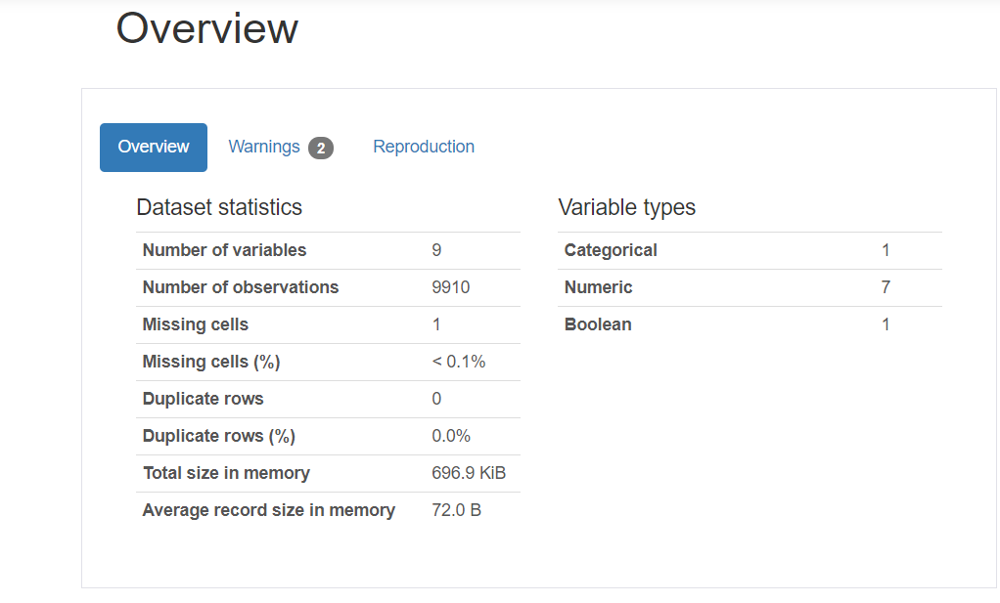 Overview
Overview Warnings 2 Reproduction
Dataset statistics
Number of variables 9
Number of observations 9910
Missing cells 1
Missing cells (%) < 0.1%
Duplicate rows 0
Duplicate rows (%) 0.0%
Total size in memory 696.9 KiB
Average record size in memory 72.0 B
Variable types
Categorical 1
Numeric 7
Boolean 1